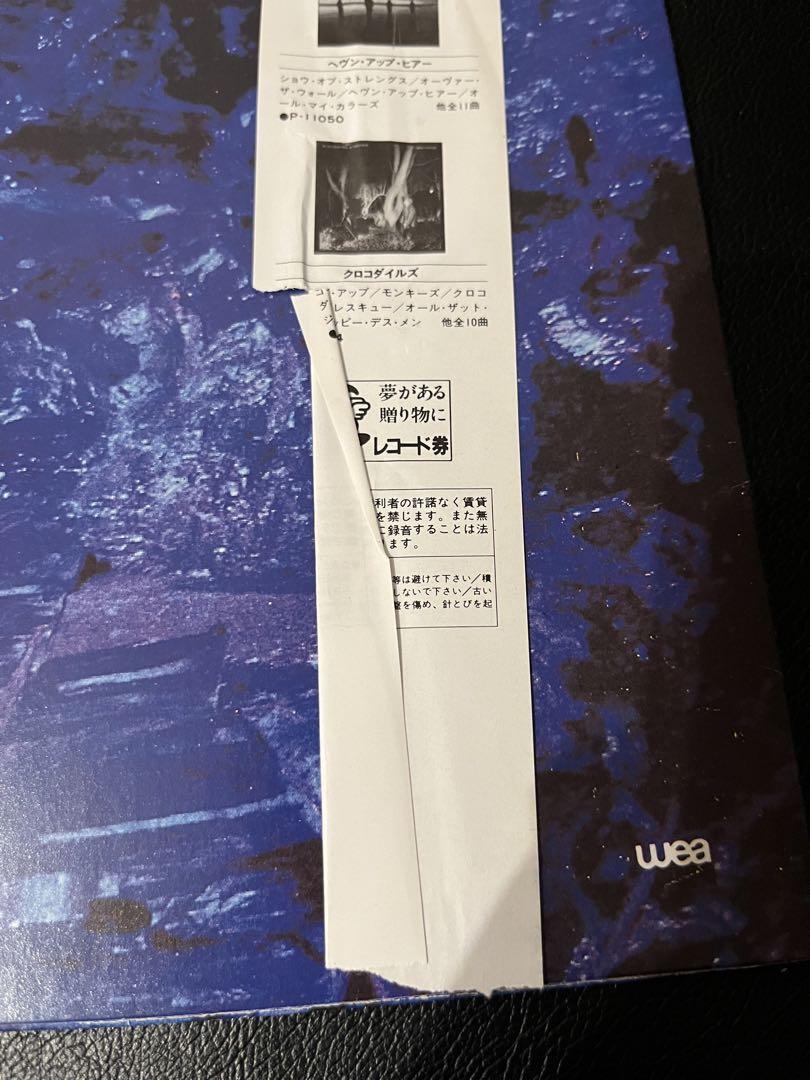 ヘヴン・アップ・ヒアー
ショウ・オブ・ストレングス／オーヴァー・
ザ・ウォール／ヘヴン・アップ・ヒアー／オ
ール・マイ・カラーズ 他全11曲
●P-11050
クロコダイルズ
・アップ／モンキーズ／クロコ
レスキュー／オール・ザット・
ッピー・デス・メン 他全10曲
夢がある
贈り物に
レコード券
利者の許諾なく賃貸
を禁じます。また無
に録音することは法
ります。
等は避けて下さい／積
しないで下さい／古い
を傷め、針とびを起
wea